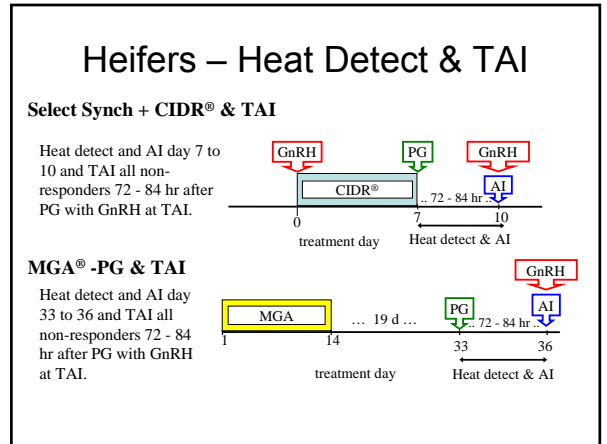 Heifers – Heat Detect & TAI
Select Synch + CIDR® & TAI
Heat detect and AI day 7 to
10 and TAI all non-
responders 72 - 84 hr after
PG with GnRH at TAI.
GnRH
PG
GnRH
CIDR®
.. 72 - 84 hr ..
AI
0
7
10
treatment day
Heat detect & AI
MGA® -PG & TAI
Heat detect and AI day
33 to 36 and TAI all
non-responders 72 - 84
hr after PG with GnRH
at TAI.
GnRH
MGA
… 19 d …
PG
.. 72 - 84 hr ..
AI
1
14
33
36
treatment day
Heat detect & AI